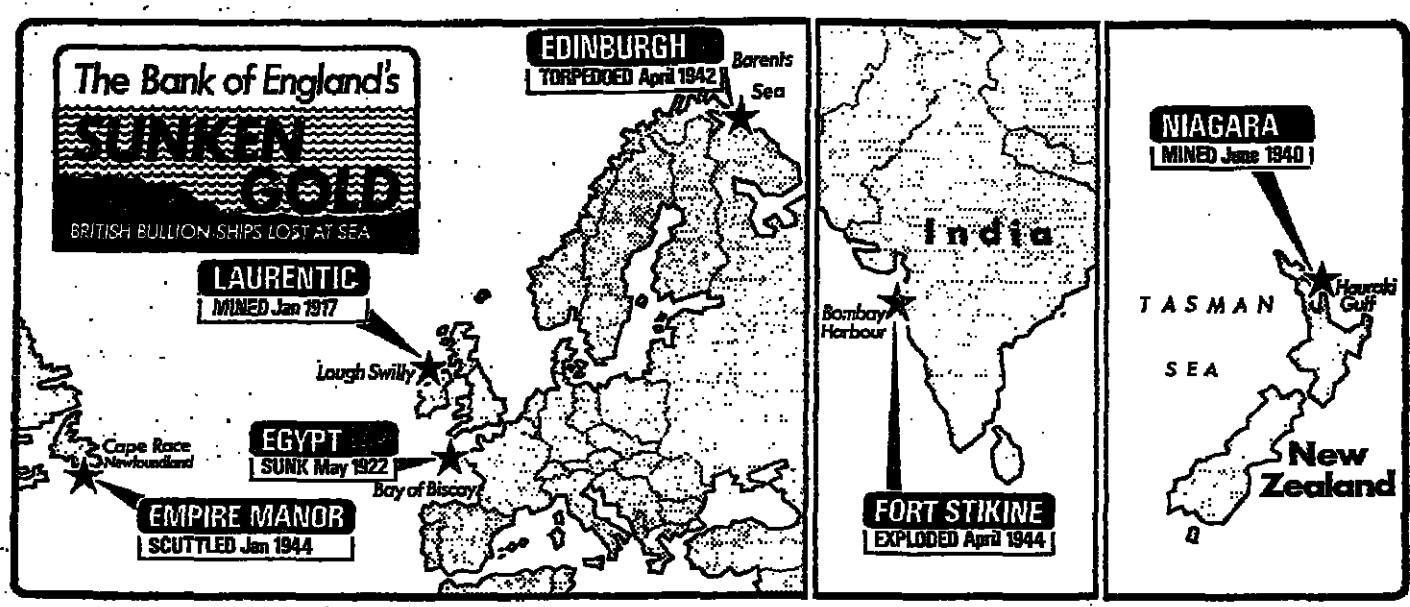 The Bank of England's
SUNKEN
GOLD
BRITISH BULLION SHIPS LOST AT SEA
EDINBURGH
TORPEDOED April 1942
Barents
Sea
LAURENTIC
MINED Jan 1917
Lough Swilly
Cape Race
Newfoundland
EGYPT
SUNK May 1922
Bay of Biscay
EMPIRE MANOR
SCUTTLED Jan 1944
India
Bombay
Harbour
FORT STIKINE
EXPLODED April 1944
NIAGARA
MINED June 1940
Hauraki
Gulf
TASMAN
SEA
New
Zealand